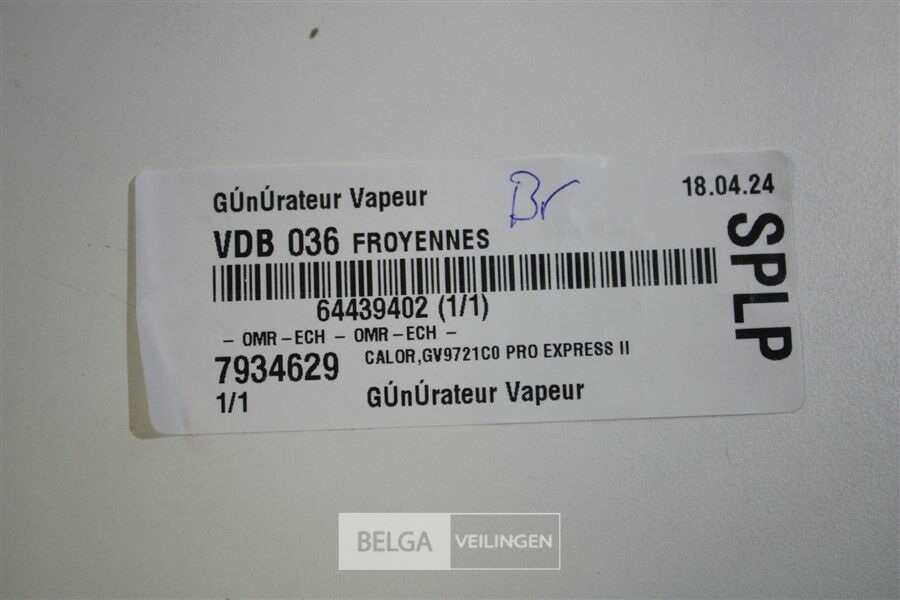 GÚnÚrateur Vapeur
Br
18.04.24
VDB 036 FROYENNES
SPLP
64439402 (1/1)
- OMR-ECH - OMR-ECH -
7934629
CALOR,GV9721C0 PRO EXPRESS II
1/1
GÚnÚrateur Vapeur
BELGA VEILINGEN